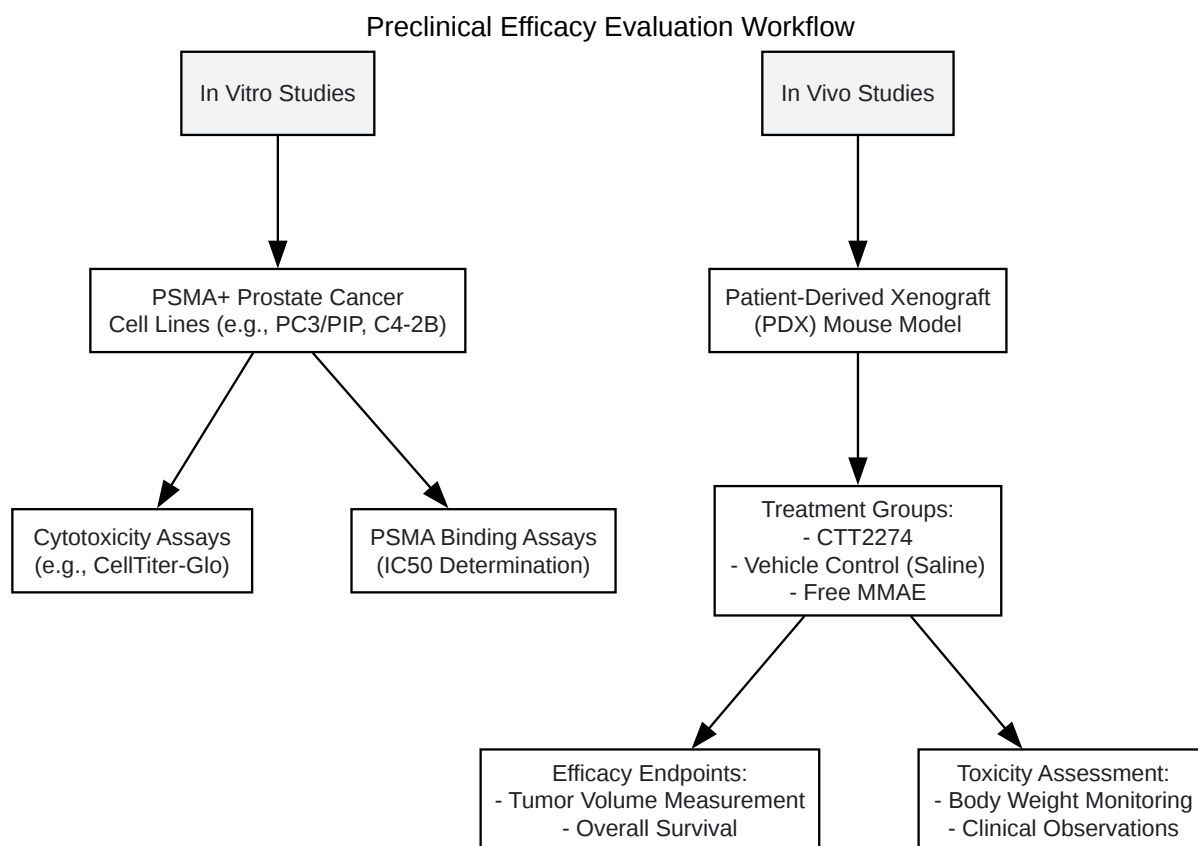 Preclinical Efficacy Evaluation Workflow
In Vitro Studies
In Vivo Studies
PSMA+ Prostate Cancer
Cell Lines (e.g., PC3/PIP, C4-2B)
Patient-Derived Xenograft
(PDX) Mouse Model
Cytotoxicity Assays
(e.g., CellTiter-Glo)
PSMA Binding Assays
(IC50 Determination)
Treatment Groups:
- CTT2274
- Vehicle Control (Saline)
- Free MMAE
Efficacy Endpoints:
- Tumor Volume Measurement
- Overall Survival
Toxicity Assessment:
- Body Weight Monitoring
- Clinical Observations